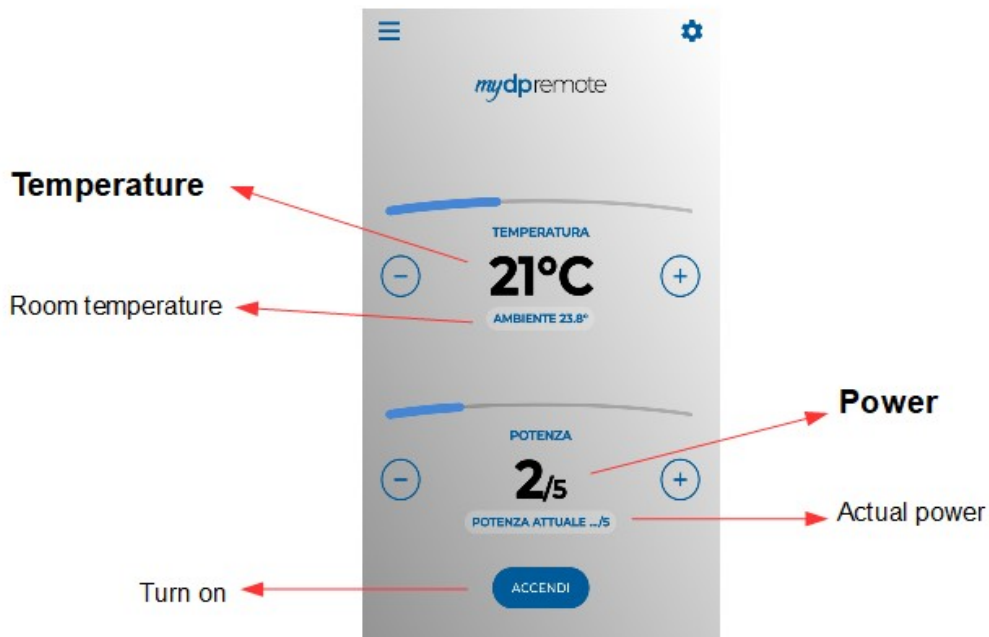 mydpremote
Temperature
TEMPERATURA
21°C
Room temperature
AMBIENTE 23.8°
Power
POTENZA
2/5
POTENZA ATTUALE .../5
Actual power
Turn on
ACCENDI